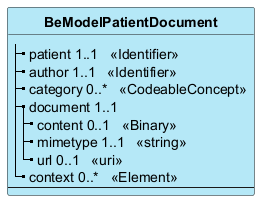 BeModelPatientDocument
patient 1..1 «Identifier»
author 1..1 «Identifier»
category 0..* «CodeableConcept»
document 1..1
content 0..1 «Binary»
mimetype 1..1 «string»
url 0..1 «uri»
context 0..* «Element»